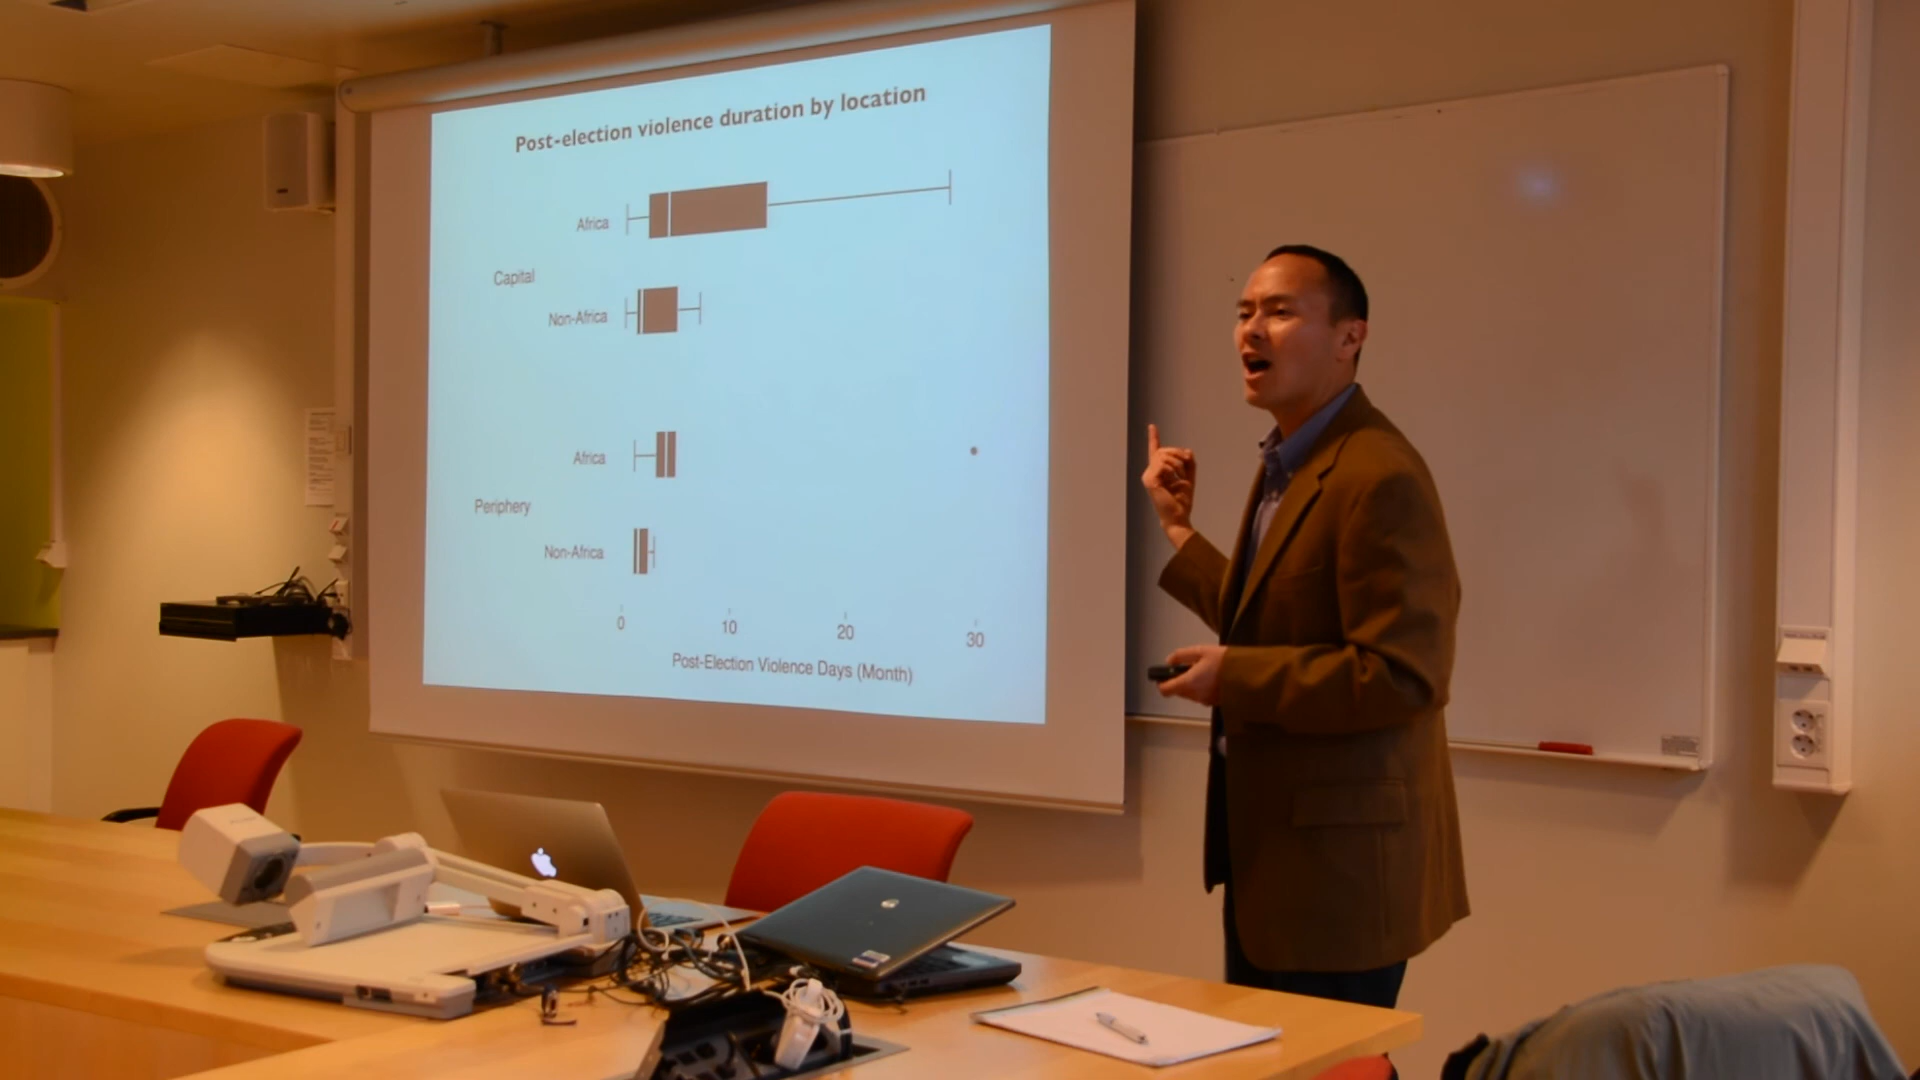 Post-election violence duration by location
Africa
Capital
Non-Africa
Africa
Periphery
Non-Africa
0 10 20 30
Post-Election Violence Days (Month)